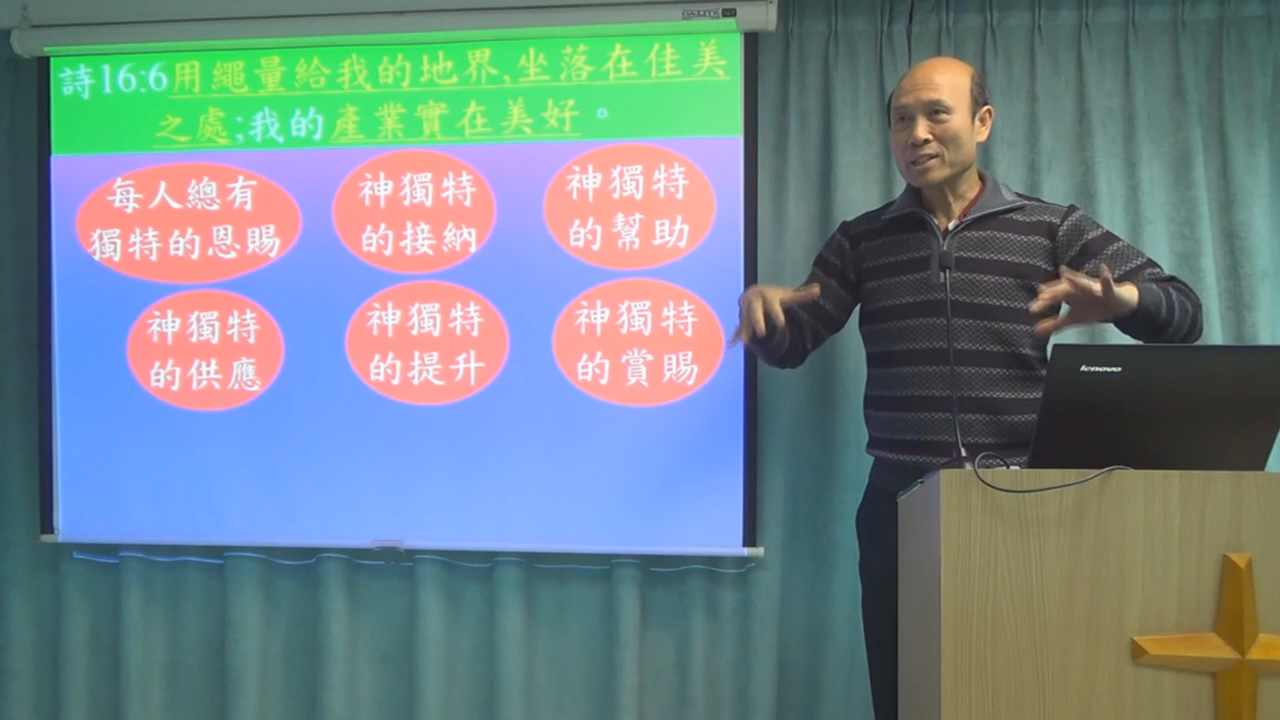 詩16:6用繩量給我的地界,坐落在佳美
之處;我的產業實在美好。
每人總有
獨特的恩賜
神獨特
的接納
神獨特
的幫助
神獨特
的供應
神獨特
的提升
神獨特
的賞賜
lenovo